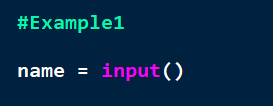 #Example1
name = input()